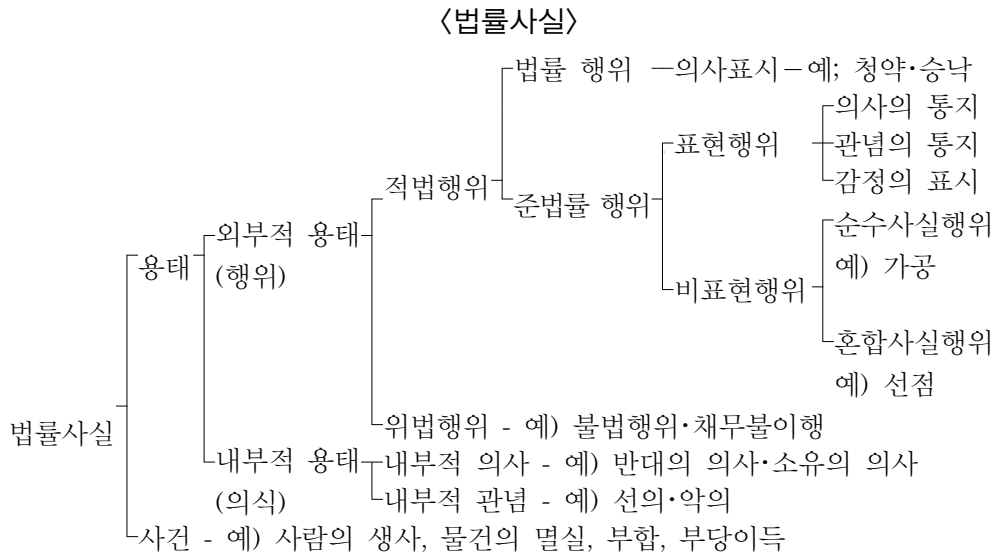 〈법률사실〉
법률 행위 ―의사표시 – 예; 청약·승낙
의사의 통지
표현행위
관념의 통지
감정의 표시
적법행위
준법률 행위
순수사실행위
예) 가공
외부적 용태
(행위)
용태
비표현행위
혼합사실행위
예) 선점
법률사실
위법행위 - 예) 불법행위·채무불이행
내부적 용태
(의식)
내부적 의사 - 예) 반대의 의사·소유의 의사
내부적 관념 - 예) 선의·악의
사건 - 예) 사람의 생사, 물건의 멸실, 부합, 부당이득